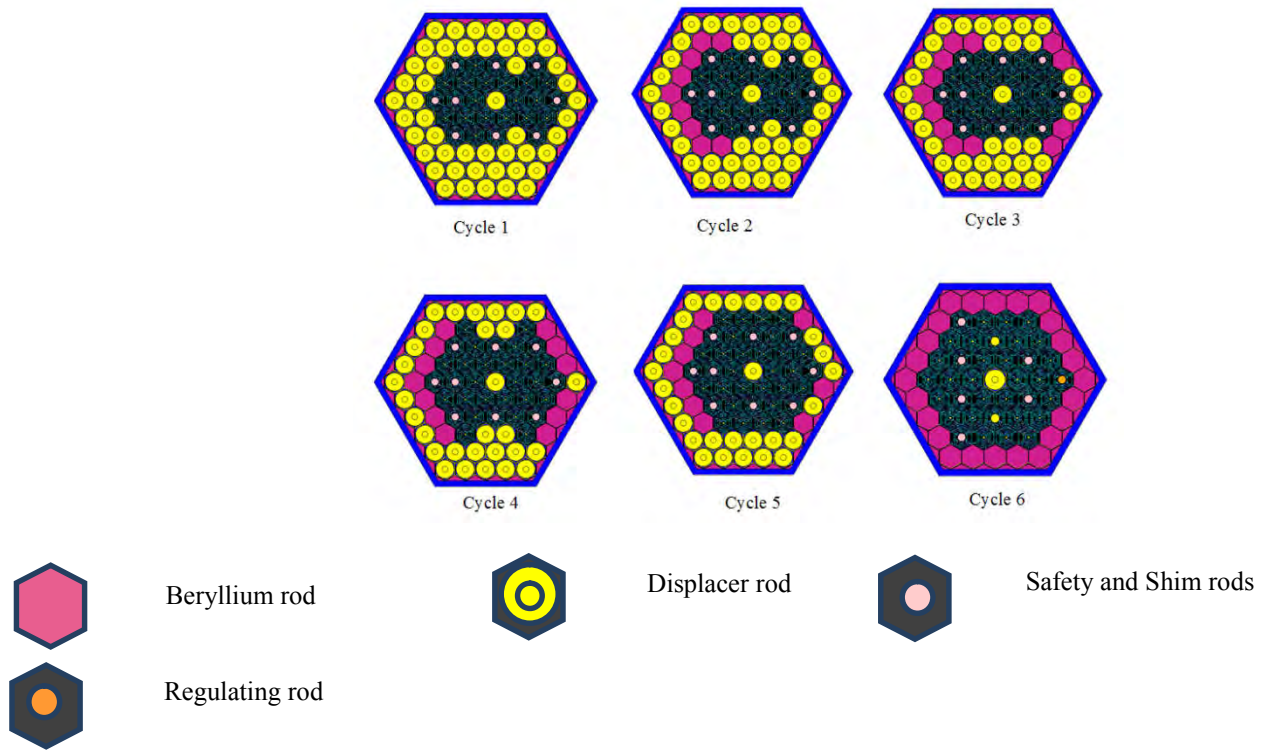 Cycle 1
Cycle 2
Cycle 3
Cycle 4
Cycle 5
Cycle 6
Beryllium rod
Displacer rod
Safety and Shim rods
Regulating rod